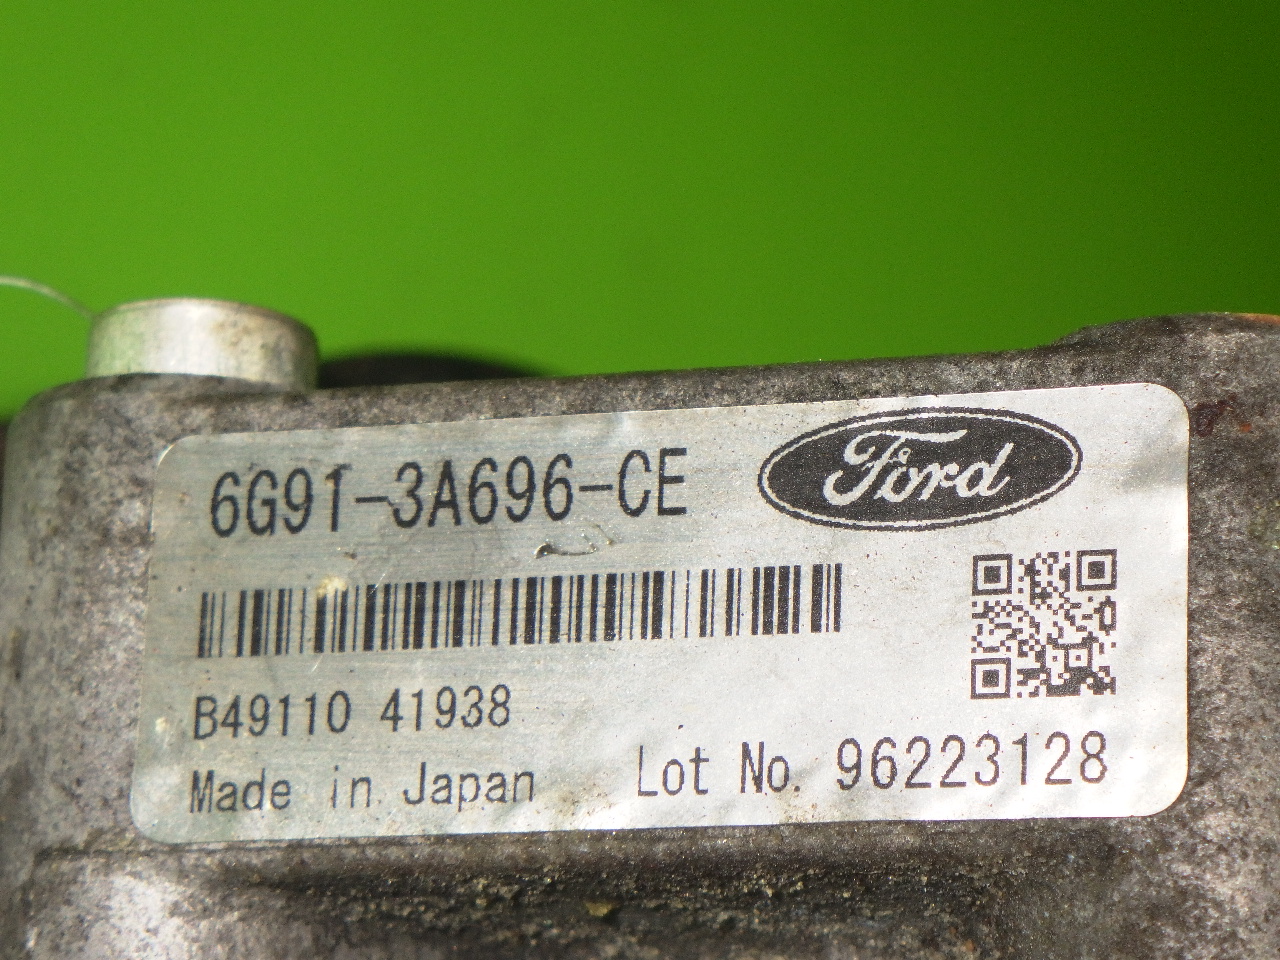 6G91-3A696-CE
Ford
B49110 41938
Made in Japan
Lot No. 96223128